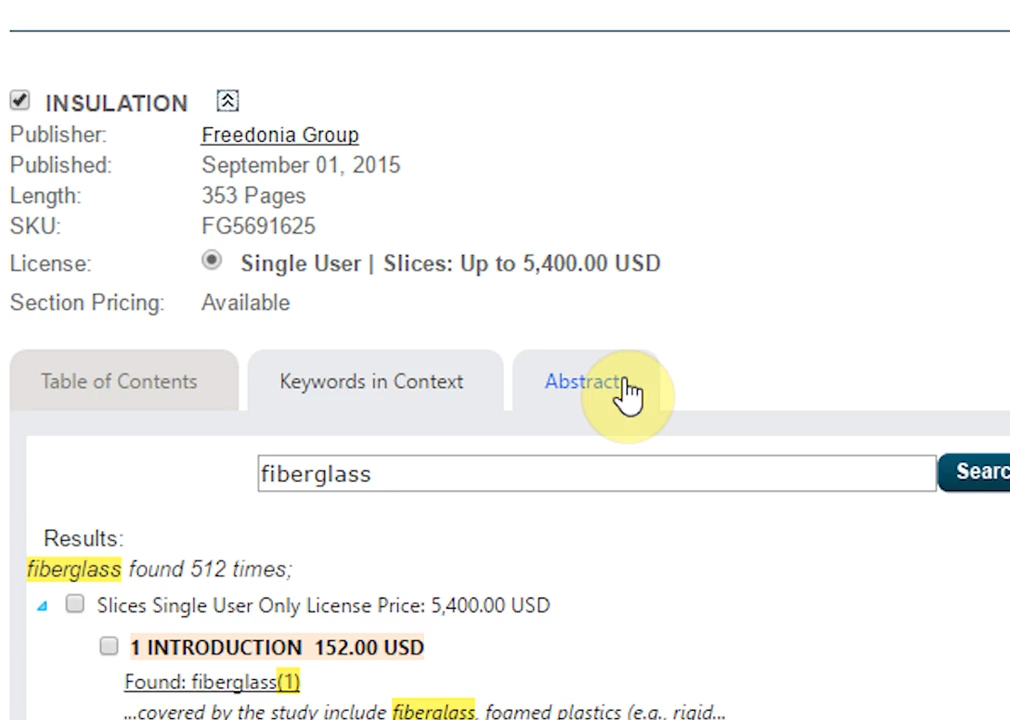 INSULATION
Publisher: Freedonia Group
Published: September 01, 2015
Length: 353 Pages
SKU: FG5691625
License: Single User | Slices: Up to 5,400.00 USD
Section Pricing: Available
Table of Contents Keywords in Context Abstract
fiberglass Searc
Results:
fiberglass found 512 times;
Slices Single User Only License Price: 5,400.00 USD
1 INTRODUCTION 152.00 USD
Found: fiberglass(1)
...covered by the study include fiberglass, foamed plastics (e.g., rigid...